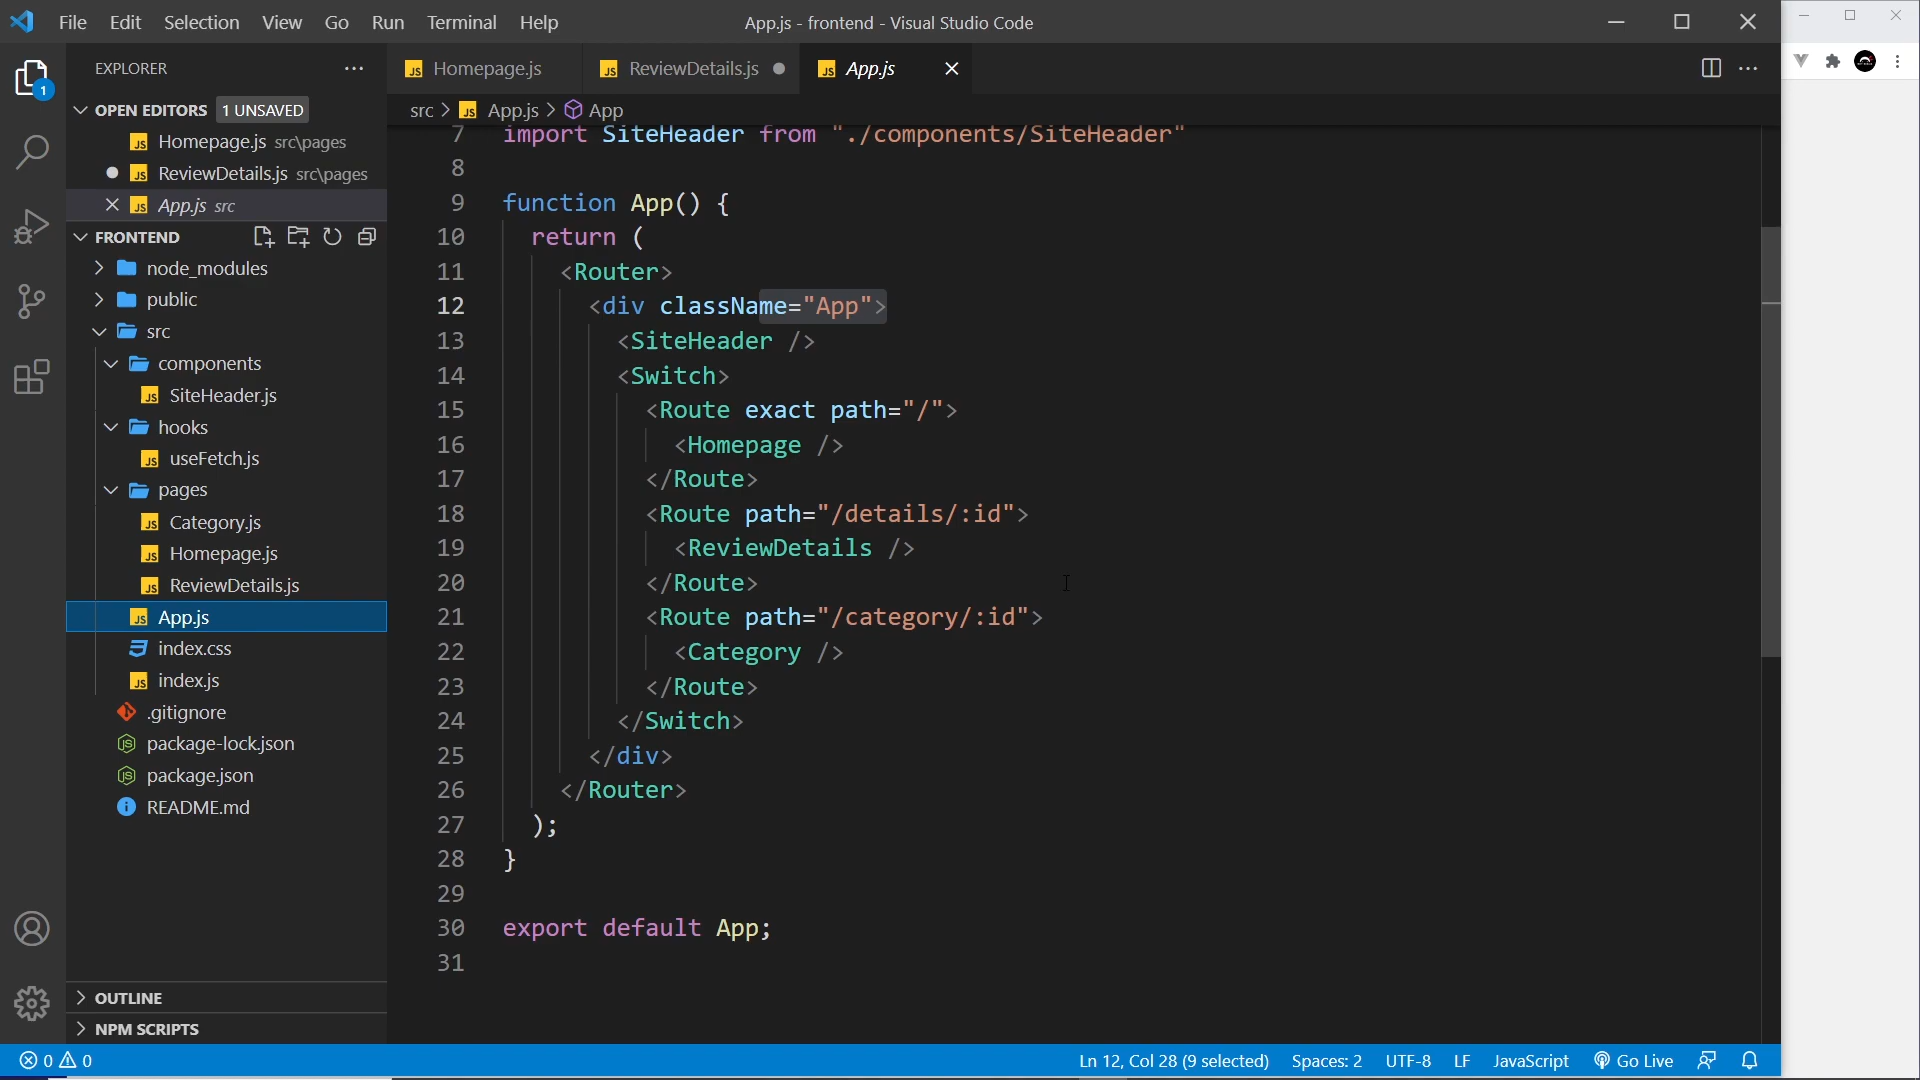 File Edit Selection View Go Run Terminal Help
App.js - frontend - Visual Studio Code
EXPLORER
OPEN EDITORS 1 UNSAVED
Homepage.js src\pages
ReviewDetails.js src\pages
App.js src
FRONTEND
node_modules
public
src
components
SiteHeader.js
hooks
useFetch.js
pages
Category.js
Homepage.js
ReviewDetails.js
App.js
index.css
index.js
.gitignore
package-lock.json
package.json
README.md
OUTLINE
NPM SCRIPTS
Homepage.js ReviewDetails.js App.js
src > App.js > App
7 import SiteHeader from "./components/SiteHeader"
8
9 function App() {
10 return (
11 <Router>
12 <div className="App">
13 <SiteHeader />
14 <Switch>
15 <Route exact path="/">
16 <Homepage />
17 </Route>
18 <Route path="/details/:id">
19 <ReviewDetails />
20 </Route>
21 <Route path="/category/:id">
22 <Category />
23 </Route>
24 </Switch>
25 </div>
26 </Router>
27 );
28 }
29
30 export default App;
31
0 0
Ln 12, Col 28 (9 selected) Spaces: 2 UTF-8 LF JavaScript Go Live